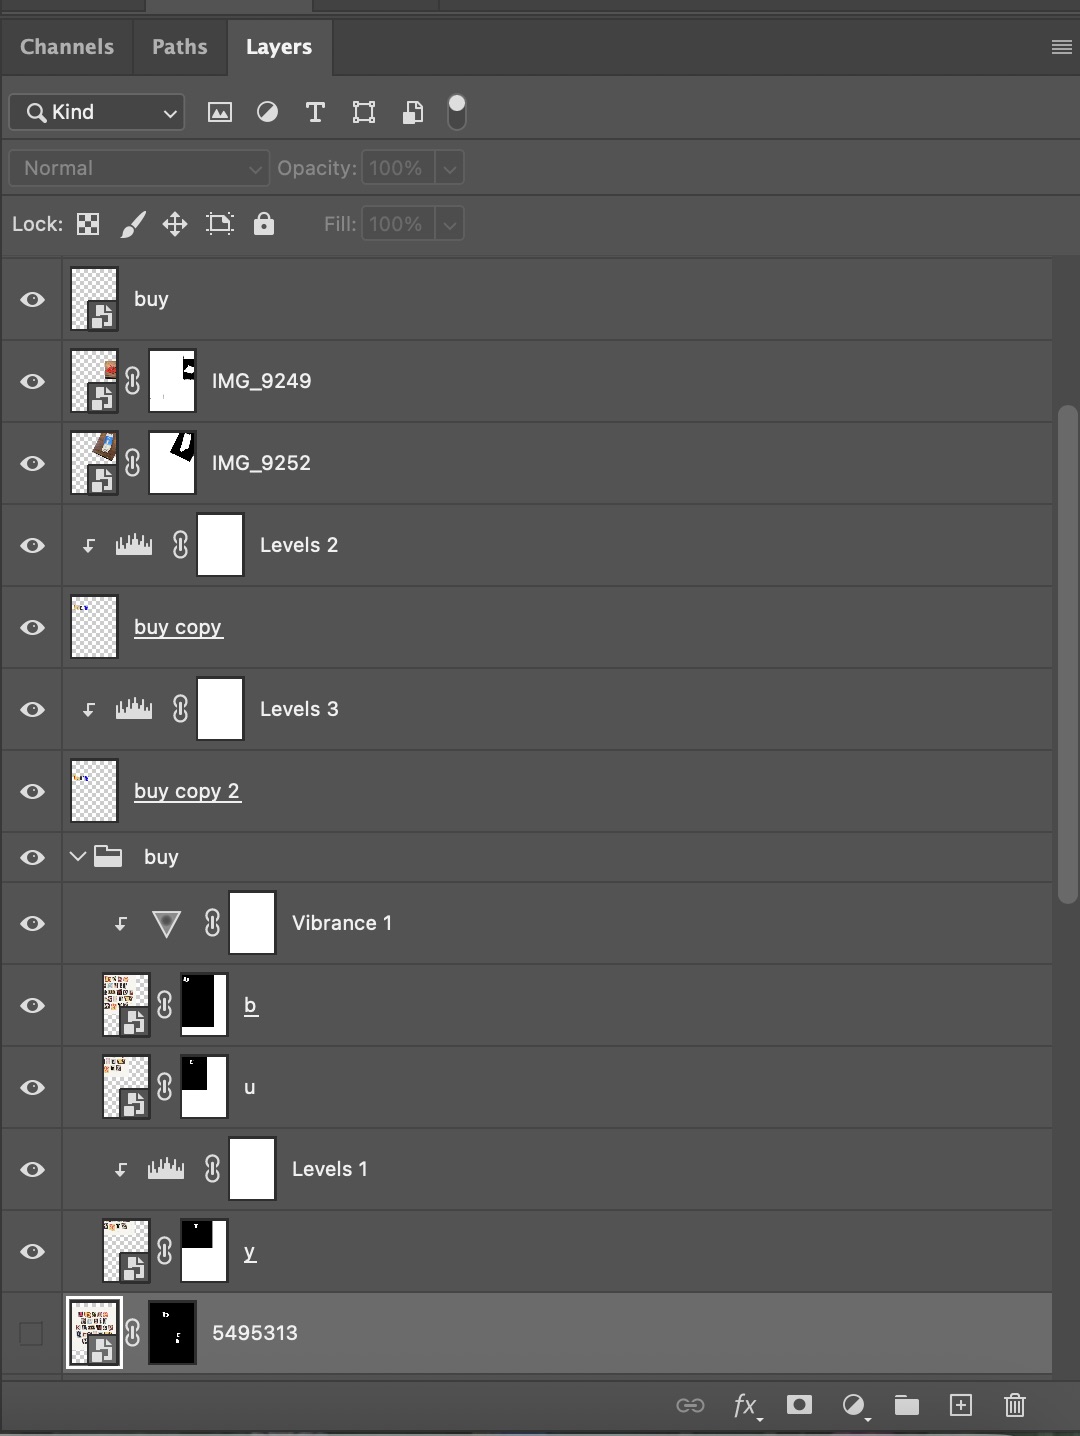 Channels Paths Layers
Kind
Normal Opacity: 100%
Lock: Fill: 100%
buy
IMG_9249
IMG_9252
Levels 2
buy copy
Levels 3
buy copy 2
buy
Vibrance 1
b
u
Levels 1
y
5495313
fx